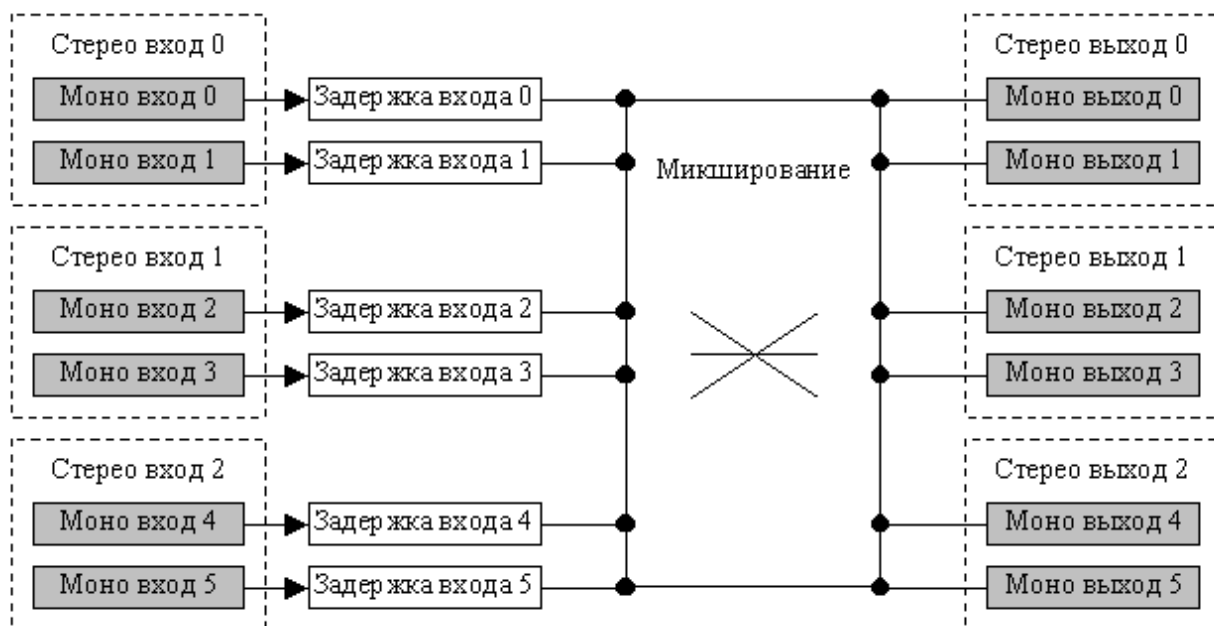 Стерео вход 0
Моно вход 0
Моно вход 1
Задержка входа 0
Задержка входа 1
Стерео вход 1
Моно вход 2
Моно вход 3
Задержка входа 2
Задержка входа 3
Стерео вход 2
Моно вход 4
Моно вход 5
Задержка входа 4
Задержка входа 5
Микширование
Стерео выход 0
Моно выход 0
Моно выход 1
Стерео выход 1
Моно выход 2
Моно выход 3
Стерео выход 2
Моно выход 4
Моно выход 5